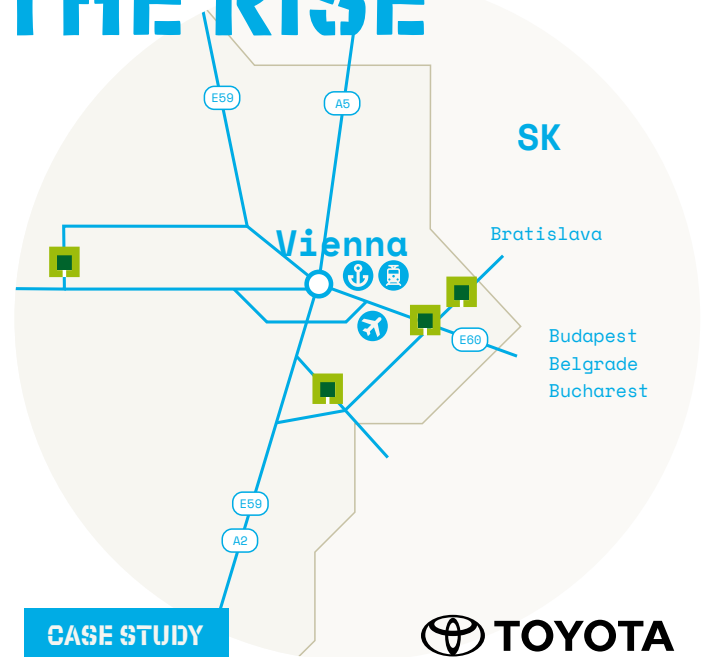 THE RISE
E59
A5
SK
Vienna
Bratislava
E60
Budapest
Belgrade
Bucharest
E59
A2
CASE STUDY
TOYOTA